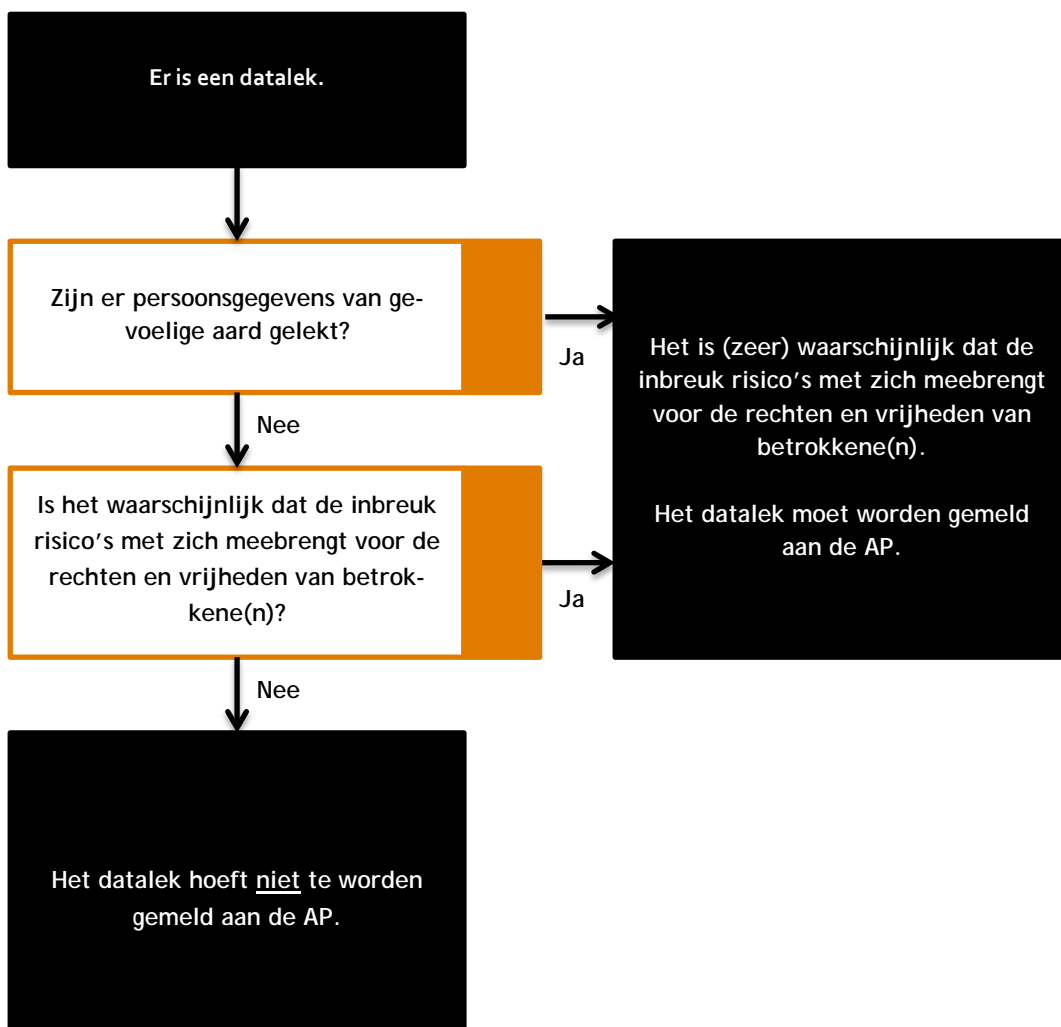 Er is een datalek.
Zijn er persoonsgegevens van ge-
voelige aard gelekt?
Ja
Nee
Het is (zeer) waarschijnlijk dat de
inbreuk risico's met zich meebrengt
voor de rechten en vrijheden van
betrokkene(n).
Het datalek moet worden gemeld
aan de AP.
Is het waarschijnlijk dat de inbreuk
risico's met zich meebrengt voor de
rechten en vrijheden van betrok-
kene(n)?
Ja
Nee
Het datalek hoeft niet te worden
gemeld aan de AP.